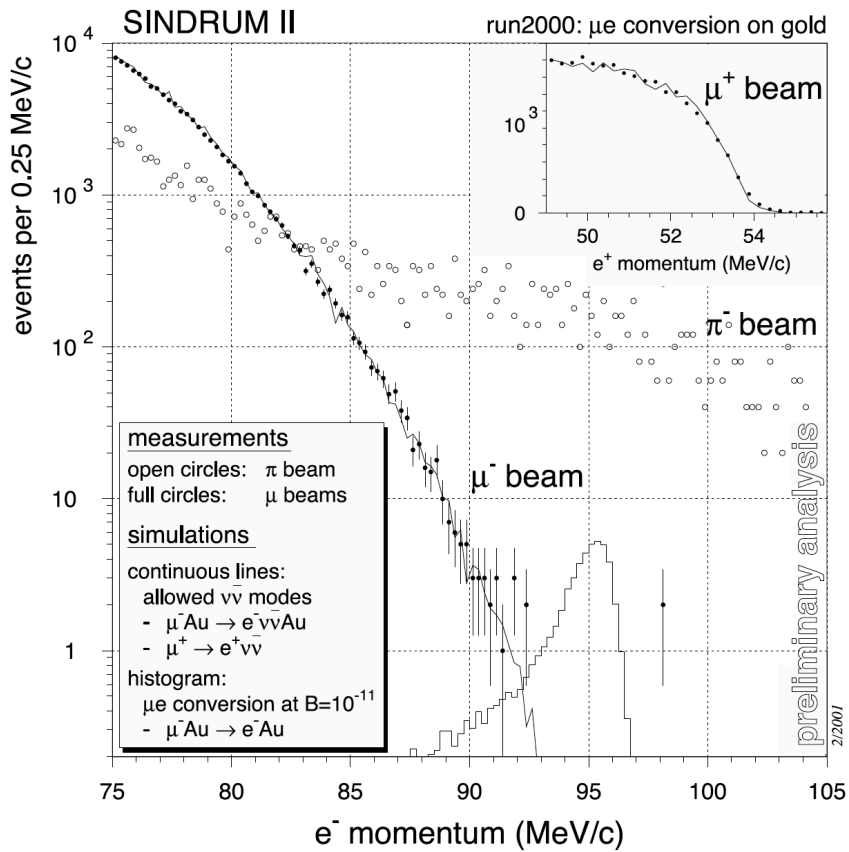 SINDRUM II
run2000: μe conversion on gold
events per 0.25 MeV/c
10⁴
10³
10²
10
1
μ⁺ beam
10³
0
50 52 54
e⁺ momentum (MeV/c)
π⁻ beam
μ⁻ beam
measurements
open circles: π beam
full circles: μ beams
simulations
continuous lines:
allowed νν̄ modes
- μ⁻Au → e⁻νν̄Au
- μ⁺ → e⁺νν̄
histogram:
μe conversion at B=10⁻¹¹
- μ⁻Au → e⁻Au
preliminary analysis
2/2001
75 80 85 90 95 100 105
e⁻ momentum (MeV/c)